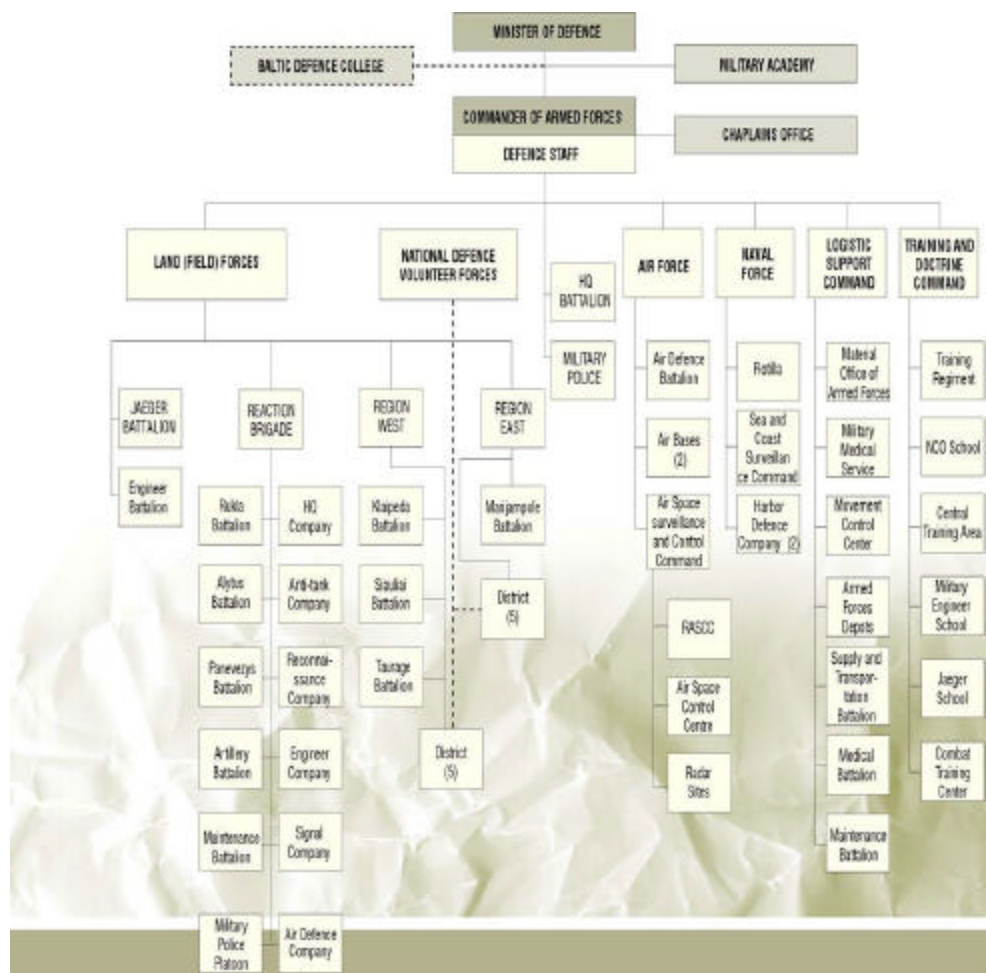 MINISTER OF DEFENCE
BALTIC DEFENCE COLLEGE
MILITARY ACADEMY
COMMANDER OF ARMED FORCES
CHAPLAINS OFFICE
DEFENCE STAFF
LAND (FIELD) FORCES
NATIONAL DEFENCE
VOLUNTEER FORCES
HQ
BATTALION
MILITARY
POLICE
AIR FORCE
NAVAL
FORCE
LOGISTIC
SUPPORT
COMMAND
TRAINING AND
DOCTRINE
COMMAND
JAEGER
BATTALION
Engineer
Battalion
REACTION
BRIGADE
Rukla
Battalion
HQ
Company
Alytus
Battalion
Anti-tank
Company
Panevezys
Battalion
Reconnai-
ssance
Company
Artillery
Battalion
Engineer
Company
Maintenance
Battalion
Signal
Company
Military
Police
Platoon
Air Defence
Company
REGION
WEST
Klaipeda
Battalion
Siauliai
Battalion
Taurage
Battalion
District
(5)
REGION
EAST
Marijampole
Battalion
District
(5)
Air Defence
Battalion
Air Bases
(2)
Air Space
surveillance
and Control
Command
RASCC
Air Space
Control
Centre
Radar
Sites
Flotilla
Sea and
Coast
Surveillan
ce Command
Harbor
Defence
Company (2)
Material
Office of
Armed Forces
Military
Medical
Service
Movement
Control
Center
Armed
Forces
Depots
Supply and
Transpor-
tation
Battalion
Medical
Battalion
Maintenance
Battalion
Training
Regiment
NCO School
Central
Training Area
Military
Engineer
School
Jaeger
School
Combat
Training
Center